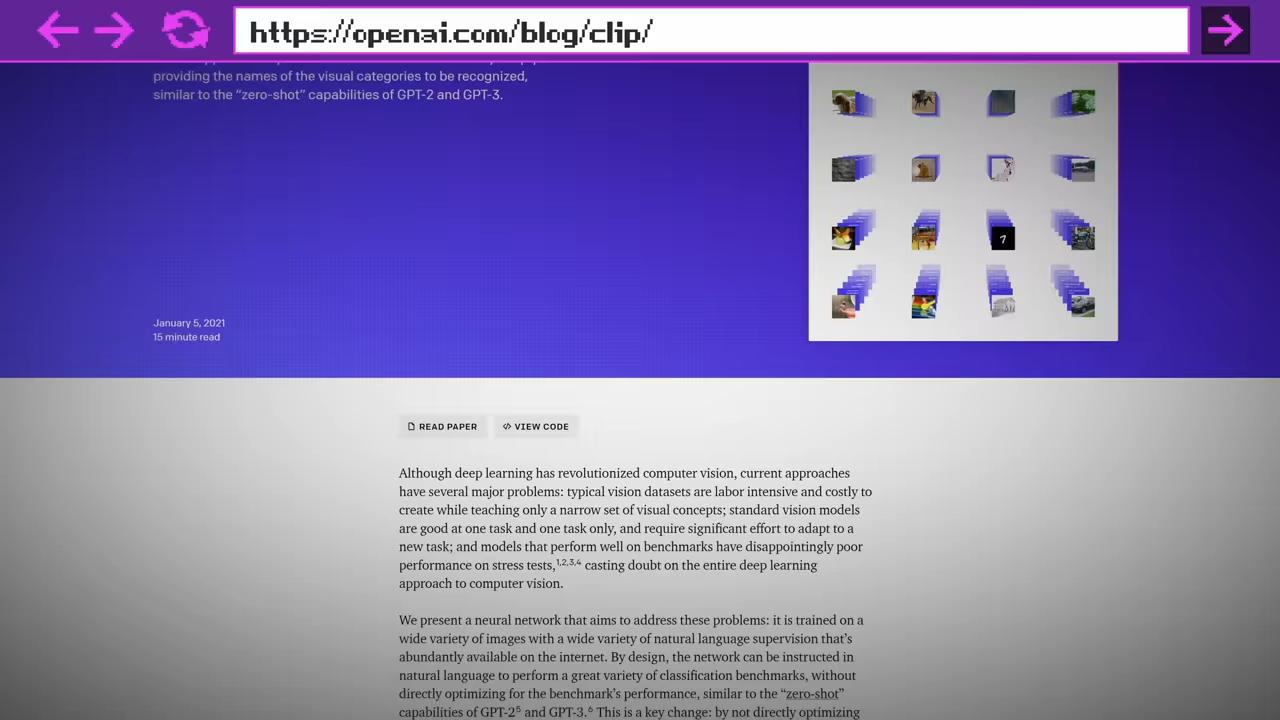 https://openai.com/blog/clip/
providing the names of the visual categories to be recognized,
similar to the “zero-shot” capabilities of GPT-2 and GPT-3.
7
January 5, 2021
15 minute read
READ PAPER
VIEW CODE
Although deep learning has revolutionized computer vision, current approaches
have several major problems: typical vision datasets are labor intensive and costly to
create while teaching only a narrow set of visual concepts; standard vision models
are good at one task and one task only, and require significant effort to adapt to a
new task; and models that perform well on benchmarks have disappointingly poor
performance on stress tests,1,2,3,4 casting doubt on the entire deep learning
approach to computer vision.
We present a neural network that aims to address these problems: it is trained on a
wide variety of images with a wide variety of natural language supervision that’s
abundantly available on the internet. By design, the network can be instructed in
natural language to perform a great variety of classification benchmarks, without
directly optimizing for the benchmark’s performance, similar to the “zero-shot”
capabilities of GPT-2⁵ and GPT-3.⁶ This is a key change: by not directly optimizing